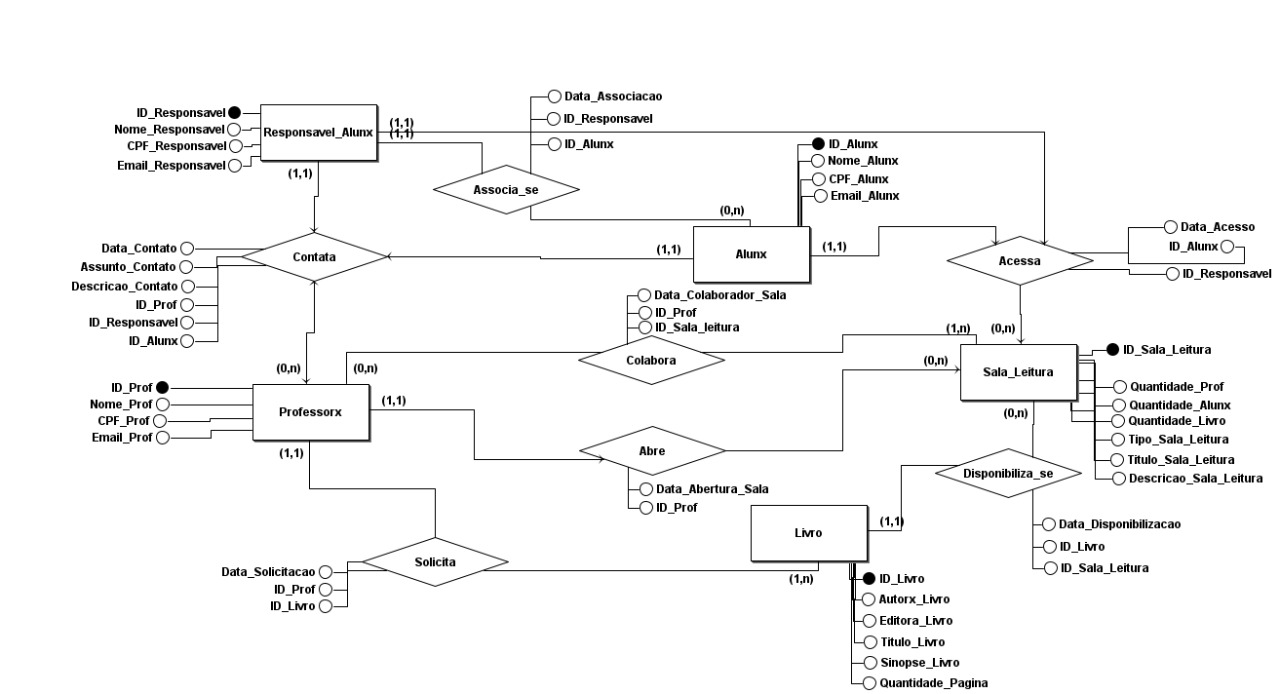 Data_Associacao
ID_Responsavel
ID_Alunx
ID_Responsavel
Nome_Responsavel
CPF_Responsavel
Email_Responsavel
Responsavel_Alunx
(1,1)
(1,1)
(1,1)
Associa_se
(0,n)
ID_Alunx
Nome_Alunx
CPF_Alunx
Email_Alunx
Data_Contato
Assunto_Contato
Descricao_Contato
ID_Prof
ID_Responsavel
ID_Alunx
Contata
(1,1)
Alunx
(1,1)
Acessa
Data_Acesso
ID_Alunx
ID_Responsavel
Data_Colaborador_Sala
ID_Prof
ID_Sala_leitura
Colabora
(0,n)
(0,n)
(1,n)
(0,n)
(0,n)
ID_Prof
Nome_Prof
CPF_Prof
Email_Prof
Professorx
(1,1)
(1,1)
Sala_Leitura
(0,n)
ID_Sala_Leitura
Quantidade_Prof
Quantidade_Alunx
Quantidade_Livro
Tipo_Sala_Leitura
Titulo_Sala_Leitura
Descricao_Sala_Leitura
Abre
Data_Abertura_Sala
ID_Prof
Disponibiliza_se
Data_Disponibilizacao
ID_Livro
ID_Sala_Leitura
Livro
(1,1)
(1,n)
Solicita
Data_Solicitacao
ID_Prof
ID_Livro
ID_Livro
Autorx_Livro
Editora_Livro
Titulo_Livro
Sinopse_Livro
Quantidade_Pagina